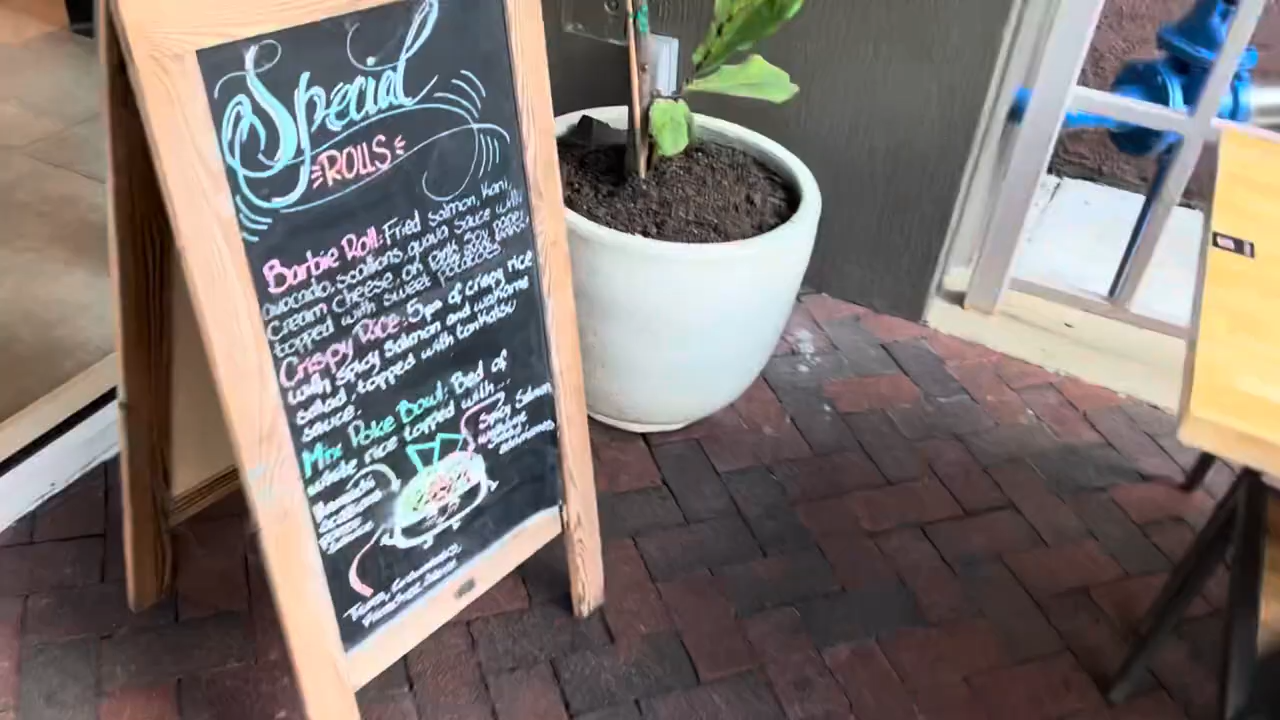 Special
ROLLS
Barbie Roll: Fried salmon, Kani,
avocado, scallions, guava sauce with
Cream Cheese, on Pink Soy paper
topped with sweet Potatoes
Crispy Rice: 5pcs of crispy rice
with Spicy Salmon and wakame
salad, topped with tonkatsu
sauce.
Mix Poke Bowl: Bed of
white rice topped with...
Spicy Salmon